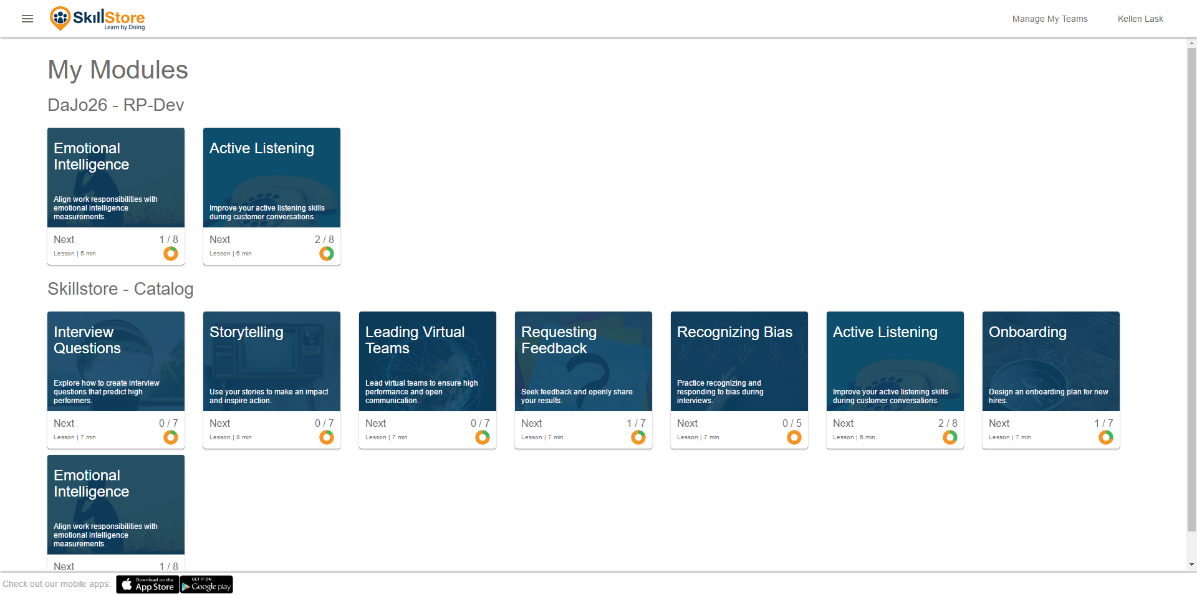 SkillStore
Learn by Doing
Manage My Teams
Kellen Lask
My Modules
DaJo26 - RP-Dev
Emotional
Intelligence
Align work responsibilities with
emotional intelligence
measurements.
Next 1 / 8
Lesson | 8 min
Active Listening
Improve your active listening skills
during customer conversations.
Next 2 / 8
Lesson | 6 min
Skillstore - Catalog
Interview
Questions
Explore how to create interview
questions that predict high
performers.
Next 0 / 7
Lesson | 7 min
Storytelling
Use your stories to make an impact
and inspire action.
Next 0 / 7
Lesson | 8 min
Leading Virtual
Teams
Lead virtual teams to ensure high
performance and open
communication.
Next 0 / 7
Lesson | 7 min
Requesting
Feedback
Seek feedback and openly share
your results.
Next 1 / 7
Lesson | 7 min
Recognizing Bias
Practice recognizing and
responding to bias during
interviews.
Next 0 / 5
Lesson | 7 min
Active Listening
Improve your active listening skills
during customer conversations.
Next 2 / 8
Lesson | 6 min
Onboarding
Design an onboarding plan for new
hires.
Next 1 / 7
Lesson | 7 min
Emotional
Intelligence
Align work responsibilities with
emotional intelligence
measurements.
Next 1 / 8
Check out our mobile apps:
Download on the
App Store
GET IT ON
Google play